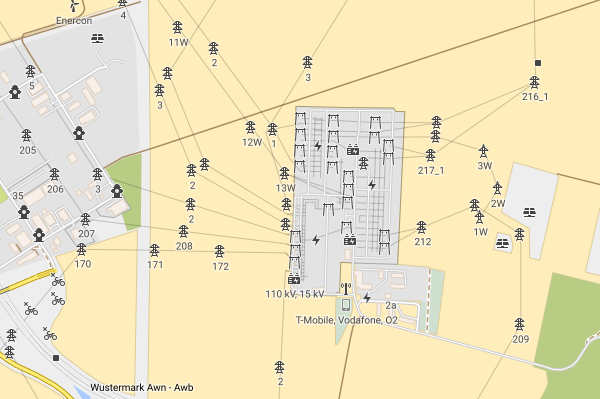 4
Enercon
11W
2
3
5
3
216_1
205
12W
1
3W
217_1
206
3
2
13W
35
2
2W
207
208
212
1W
170
171
172
110 kV, 15 kV
2a
T-Mobile, Vodafone, O2
209
2
Wustermark Awn - Awb